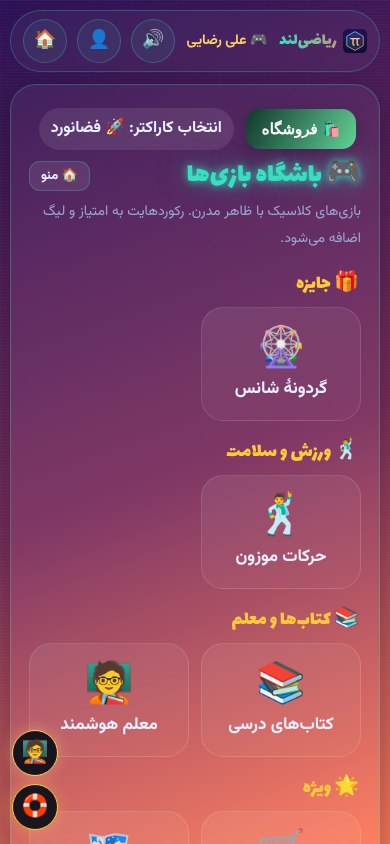 ریاضی‌لند 🎮 علی رضایی 🔊 👤 🏠
🛍️ فروشگاه انتخاب کاراکتر: 🚀 فضانورد
🎮 باشگاه بازی‌ها 🏠 منو
بازی‌های کلاسیک با ظاهر مدرن. رکوردهایت به امتیاز و لیگ
اضافه می‌شود.
🎁 جایزه
🎡
گردونهٔ شانس
🕺 ورزش و سلامت
🕺
حرکات موزون
📚 کتاب‌ها و معلم
📚 🧑‍🏫
کتاب‌های درسی معلم هوشمند
🌟 ویژه